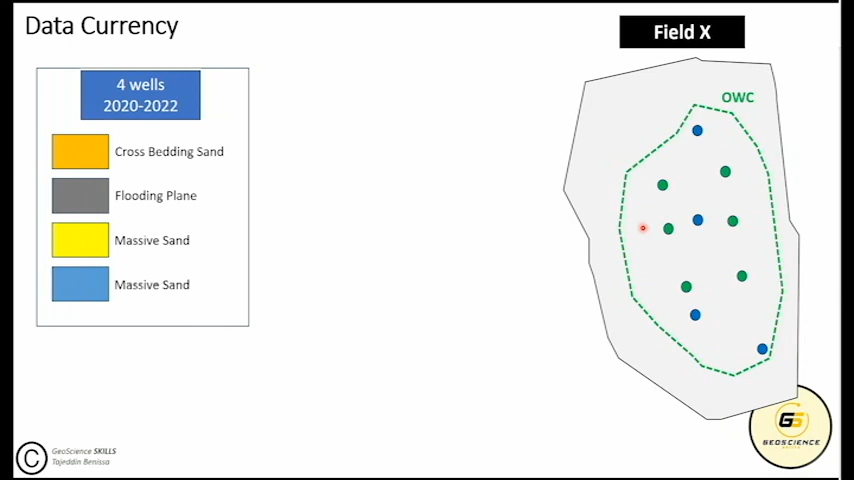 Data Currency
Field X
4 wells
2020-2022
OWC
Cross Bedding Sand
Flooding Plane
Massive Sand
Massive Sand
GS
GEOSCIENCE
© GeoScience SKILLS
Tajeddin Benissa